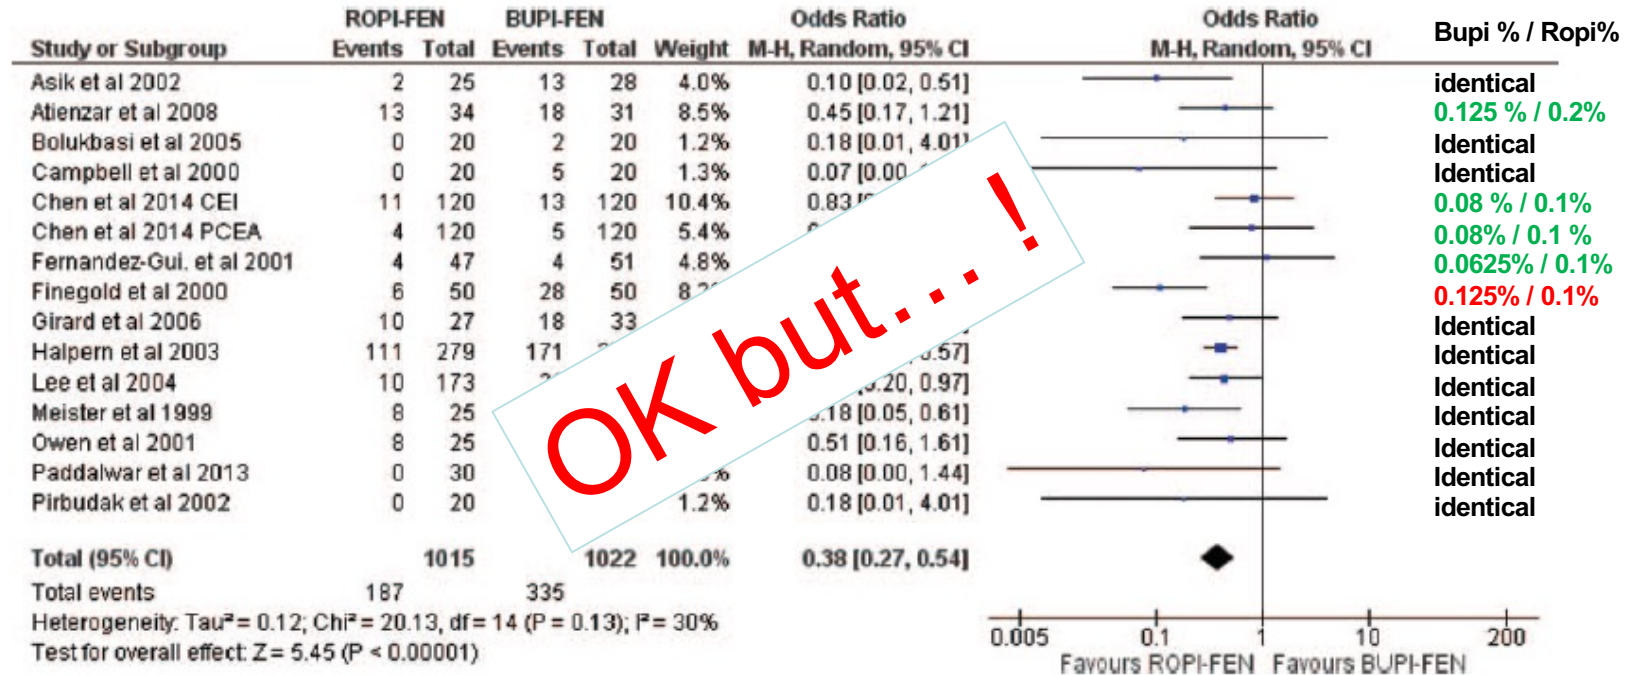 ROPI-FEN BUPI-FEN Odds Ratio Odds Ratio
Study or Subgroup Events Total Events Total Weight M-H, Random, 95% CI M-H, Random, 95% CI Bupi % / Ropi%
Asik et al 2002 2 25 13 28 4.0% 0.10 [0.02, 0.51] identical
Atienzar et al 2008 13 34 18 31 8.5% 0.45 [0.17, 1.21] 0.125 % / 0.2%
Bolukbasi et al 2005 0 20 2 20 1.2% 0.18 [0.01, 4.01] Identical
Campbell et al 2000 0 20 5 20 1.3% 0.07 [0.00, Identical
Chen et al 2014 CEI 11 120 13 120 10.4% 0.83 0.08 % / 0.1%
Chen et al 2014 PCEA 4 120 5 120 5.4% 0.08% / 0.1 %
Fernandez-Gui. et al 2001 4 47 4 51 4.8% 0.0625% / 0.1%
Finegold et al 2000 6 50 28 50 0.125% / 0.1%
Girard et al 2006 10 27 18 33 Identical
Halpern et al 2003 111 279 171 0.57] Identical
Lee et al 2004 10 173 0.20, 0.97] Identical
Meister et al 1999 8 25 0.18 [0.05, 0.61] Identical
Owen et al 2001 8 25 0.51 [0.16, 1.61] Identical
Paddalwar et al 2013 0 30 % 0.08 [0.00, 1.44] Identical
Pirbudak et al 2002 0 20 1.2% 0.18 [0.01, 4.01] identical
OK but... !
Total (95% CI) 1015 1022 100.0% 0.38 [0.27, 0.54]
Total events 187 335
Heterogeneity: Tau² = 0.12; Chi² = 20.13, df = 14 (P = 0.13); I² = 30%
Test for overall effect: Z = 5.45 (P < 0.00001)
0.005 0.1 1 10 200
Favours ROPI-FEN Favours BUPI-FEN